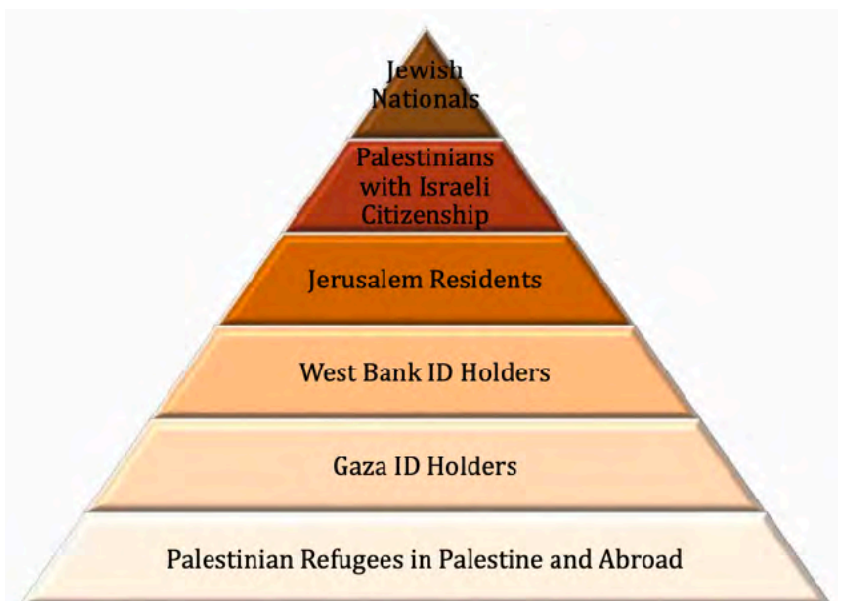 Jewish
Nationals
Palestinians
with Israeli
Citizenship
Jerusalem Residents
West Bank ID Holders
Gaza ID Holders
Palestinian Refugees in Palestine and Abroad